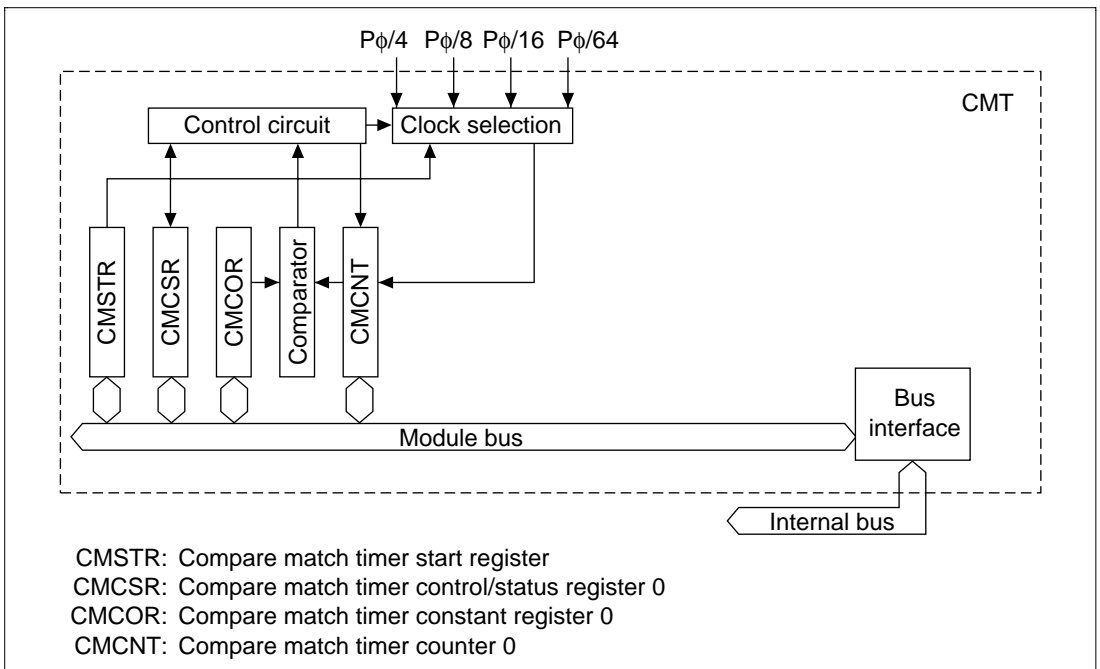 Pϕ/4 Pϕ/8 Pϕ/16 Pϕ/64
CMT
Control circuit
Clock selection
CMSTR
CMCSR
CMCOR
Comparator
CMCNT
Bus
interface
Module bus
Internal bus
CMSTR: Compare match timer start register
CMCSR: Compare match timer control/status register 0
CMCOR: Compare match timer constant register 0
CMCNT: Compare match timer counter 0